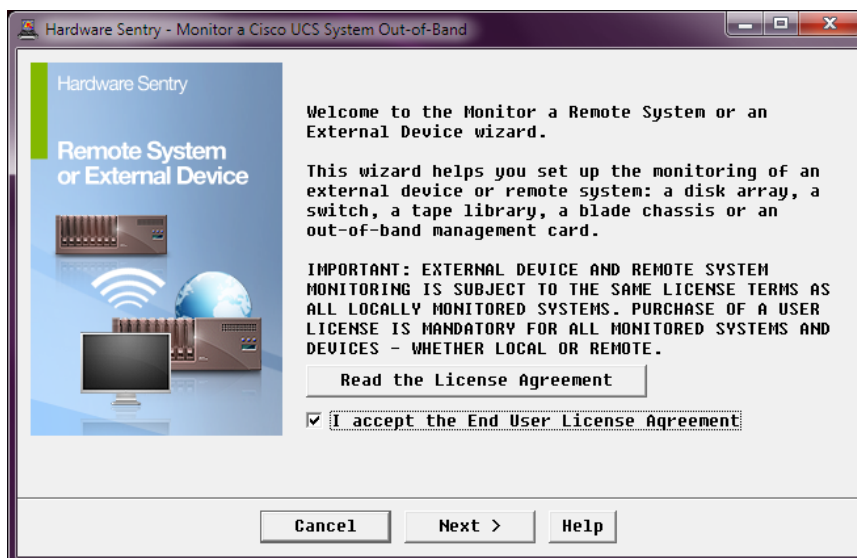 Hardware Sentry - Monitor a Cisco UCS System Out-of-Band
Hardware Sentry
Remote System
or External Device
Welcome to the Monitor a Remote System or an
External Device wizard.
This wizard helps you set up the monitoring of an
external device or remote system: a disk array, a
switch, a tape library, a blade chassis or an
out-of-band management card.
IMPORTANT: EXTERNAL DEVICE AND REMOTE SYSTEM
MONITORING IS SUBJECT TO THE SAME LICENSE TERMS AS
ALL LOCALLY MONITORED SYSTEMS. PURCHASE OF A USER
LICENSE IS MANDATORY FOR ALL MONITORED SYSTEMS AND
DEVICES - WHETHER LOCAL OR REMOTE.
Read the License Agreement
I accept the End User License Agreement
Cancel
Next >
Help